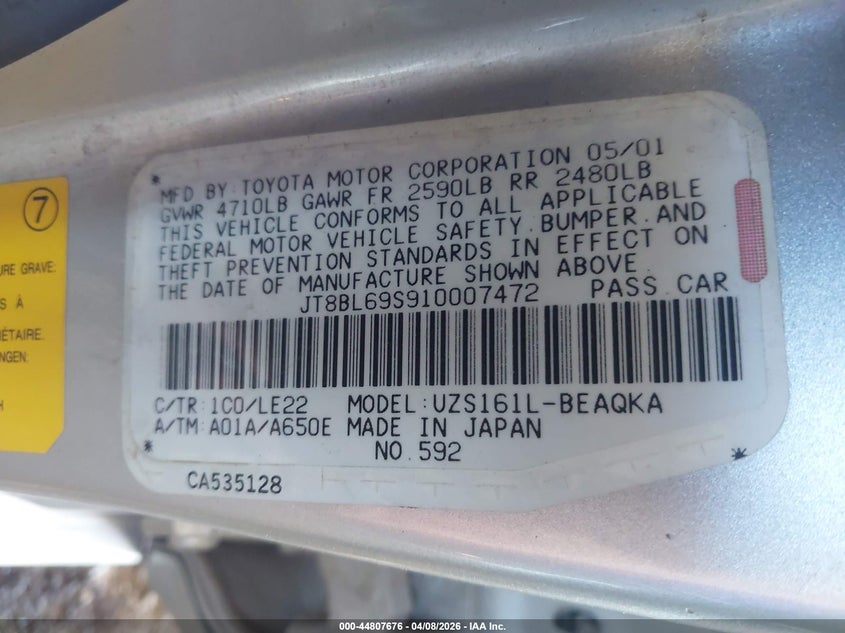 MFD BY: TOYOTA MOTOR CORPORATION 05/01
GVWR 4710LB GAWR FR 2590LB RR 2480LB
THIS VEHICLE CONFORMS TO ALL APPLICABLE
FEDERAL MOTOR VEHICLE SAFETY. BUMPER. AND
THEFT PREVENTION STANDARDS IN EFFECT ON
THE DATE OF MANUFACTURE SHOWN ABOVE.
JT8BL69S910007472 PASS. CAR
C/TR: 1C0/LE22 MODEL: UZS161L-BEAQKA
A/TM: A01A/A650E MADE IN JAPAN
NO. 592
CA535128
7
URE GRAVE.
S À
IÉTAIRE.
NGEN:
H
000-44807676 - 04/08/2026 - IAA Inc.